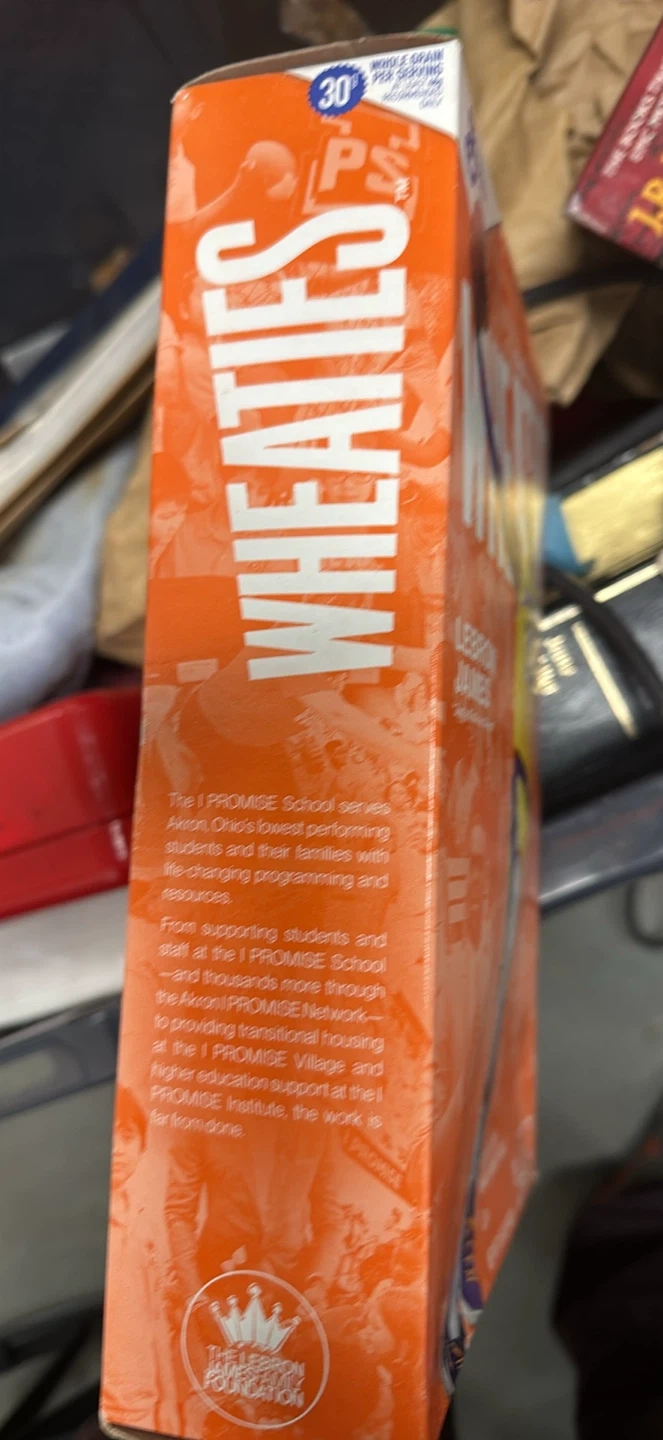 30g
WHOLE GRAIN
PER SERVING
PS
WHEATIES™
The I PROMISE School serves
Akron, Ohio's lowest performing
students and their families with
life-changing programming and
resources.
From supporting students and
staff at the I PROMISE School
—and thousands more through
the Akron I PROMISE Network—
to providing transitional housing
at the I PROMISE Village and
higher education support at the I
PROMISE Institute, the work is
far from done.
THE LEBRON
JAMES FAMILY
FOUNDATION
LEBRON
JAMES